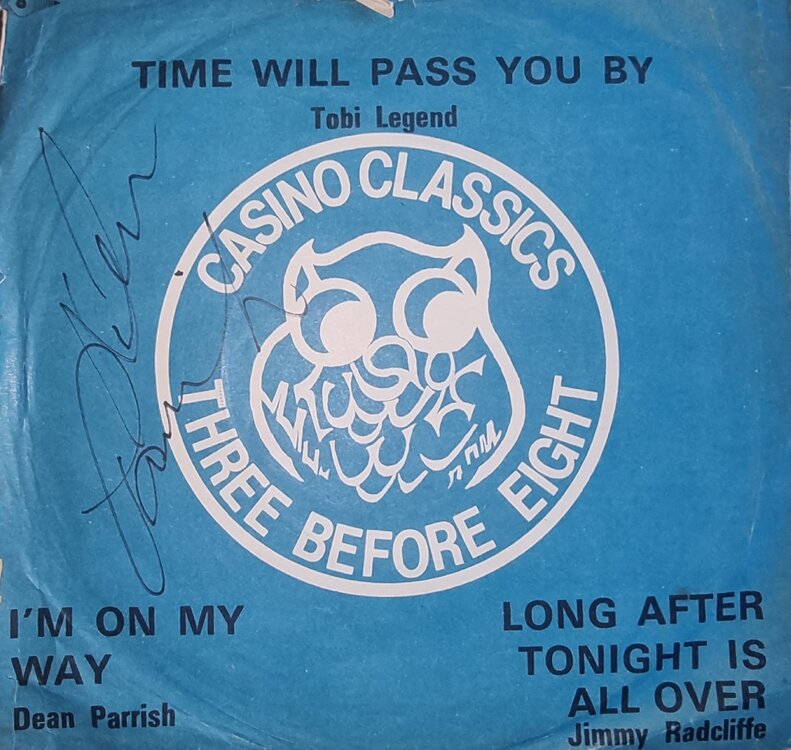 TIME WILL PASS YOU BY
Tobi Legend
CASINO CLASSICS
THREE BEFORE EIGHT
I'M ON MY
WAY
Dean Parrish
LONG AFTER
TONIGHT IS
ALL OVER
Jimmy Radcliffe